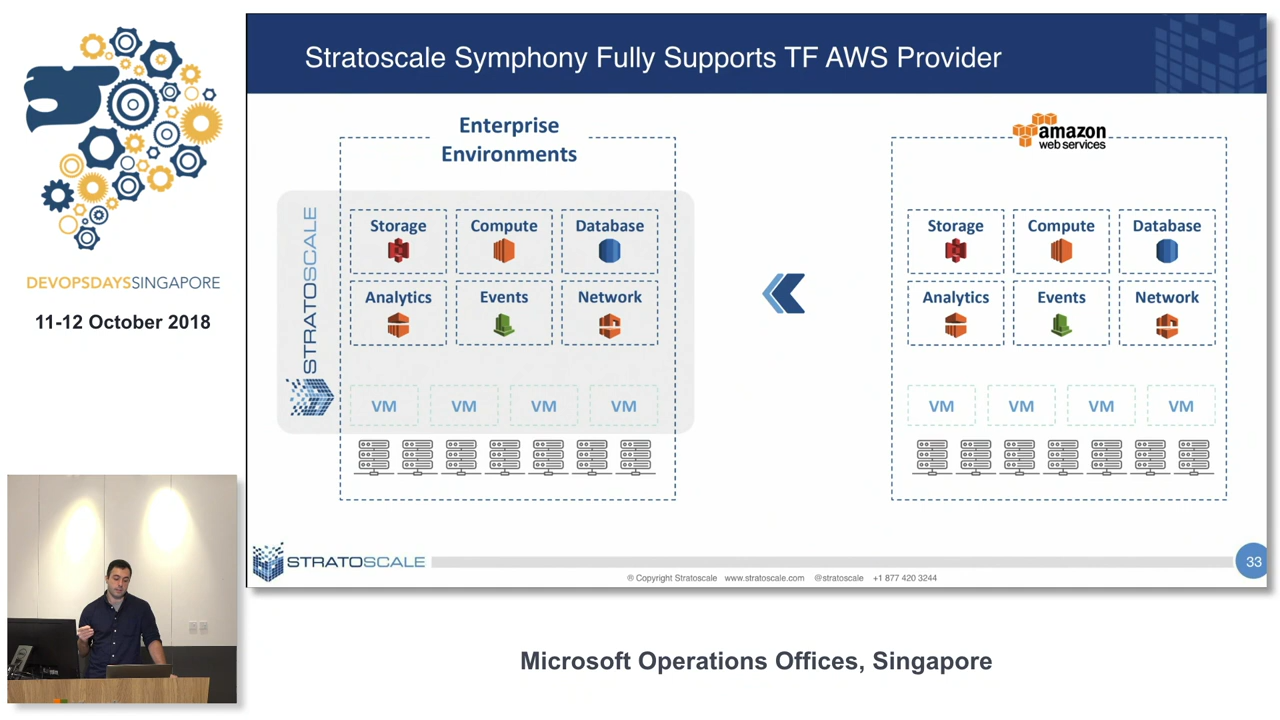 DEVOPSDAYSSINGAPORE
11-12 October 2018
Stratoscale Symphony Fully Supports TF AWS Provider
Enterprise
Environments
STRATOSCALE
Storage
Compute
Database
Analytics
Events
Network
VM
VM
VM
VM
amazon
web services
Storage
Compute
Database
Analytics
Events
Network
VM
VM
VM
VM
STRATOSCALE
33
® Copyright Stratoscale www.stratoscale.com @stratoscale +1 877 420 3244
Microsoft Operations Offices, Singapore